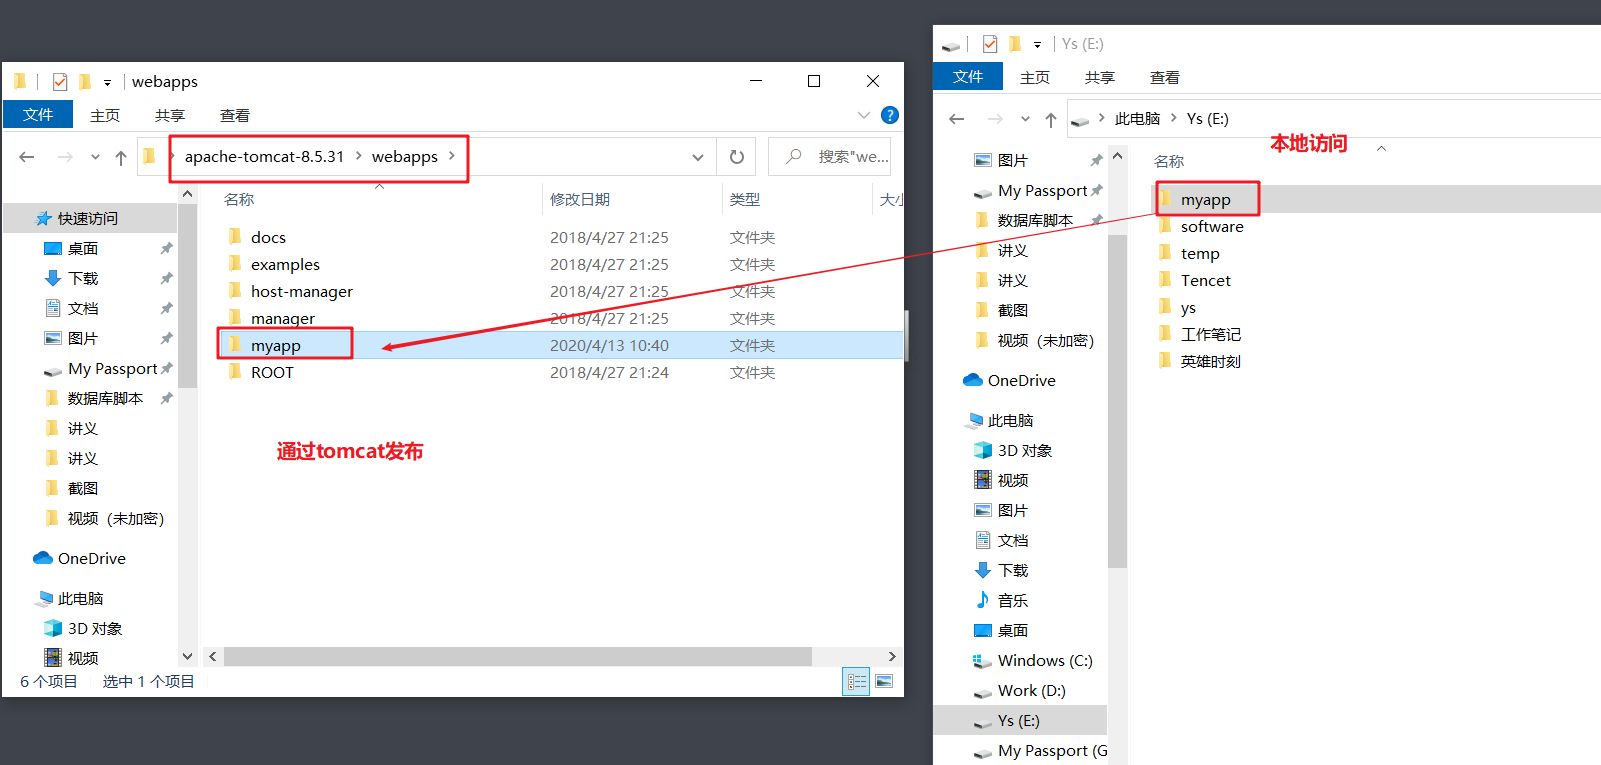 webapps
文件 主页 共享 查看
apache-tomcat-8.5.31 > webapps >
搜索"we...
名称 修改日期 类型 大小
快速访问
桌面
下载
文档
图片
My Passport
数据库脚本
讲义
讲义
截图
视频（未加密）
OneDrive
此电脑
3D 对象
视频
docs 2018/4/27 21:25 文件夹
examples 2018/4/27 21:25 文件夹
host-manager 2018/4/27 21:25 文件夹
manager 2018/4/27 21:25 文件夹
myapp 2020/4/13 10:40 文件夹
ROOT 2018/4/27 21:24 文件夹
通过tomcat发布
6 个项目 选中 1 个项目
Ys (E:)
文件 主页 共享 查看
此电脑 > Ys (E:)
本地访问
名称
图片
My Passport
数据库脚本
讲义
讲义
截图
视频（未加密）
OneDrive
此电脑
3D 对象
视频
图片
文档
下载
音乐
桌面
Windows (C:)
Work (D:)
Ys (E:)
My Passport (G
myapp
software
temp
Tencet
ys
工作笔记
英雄时刻